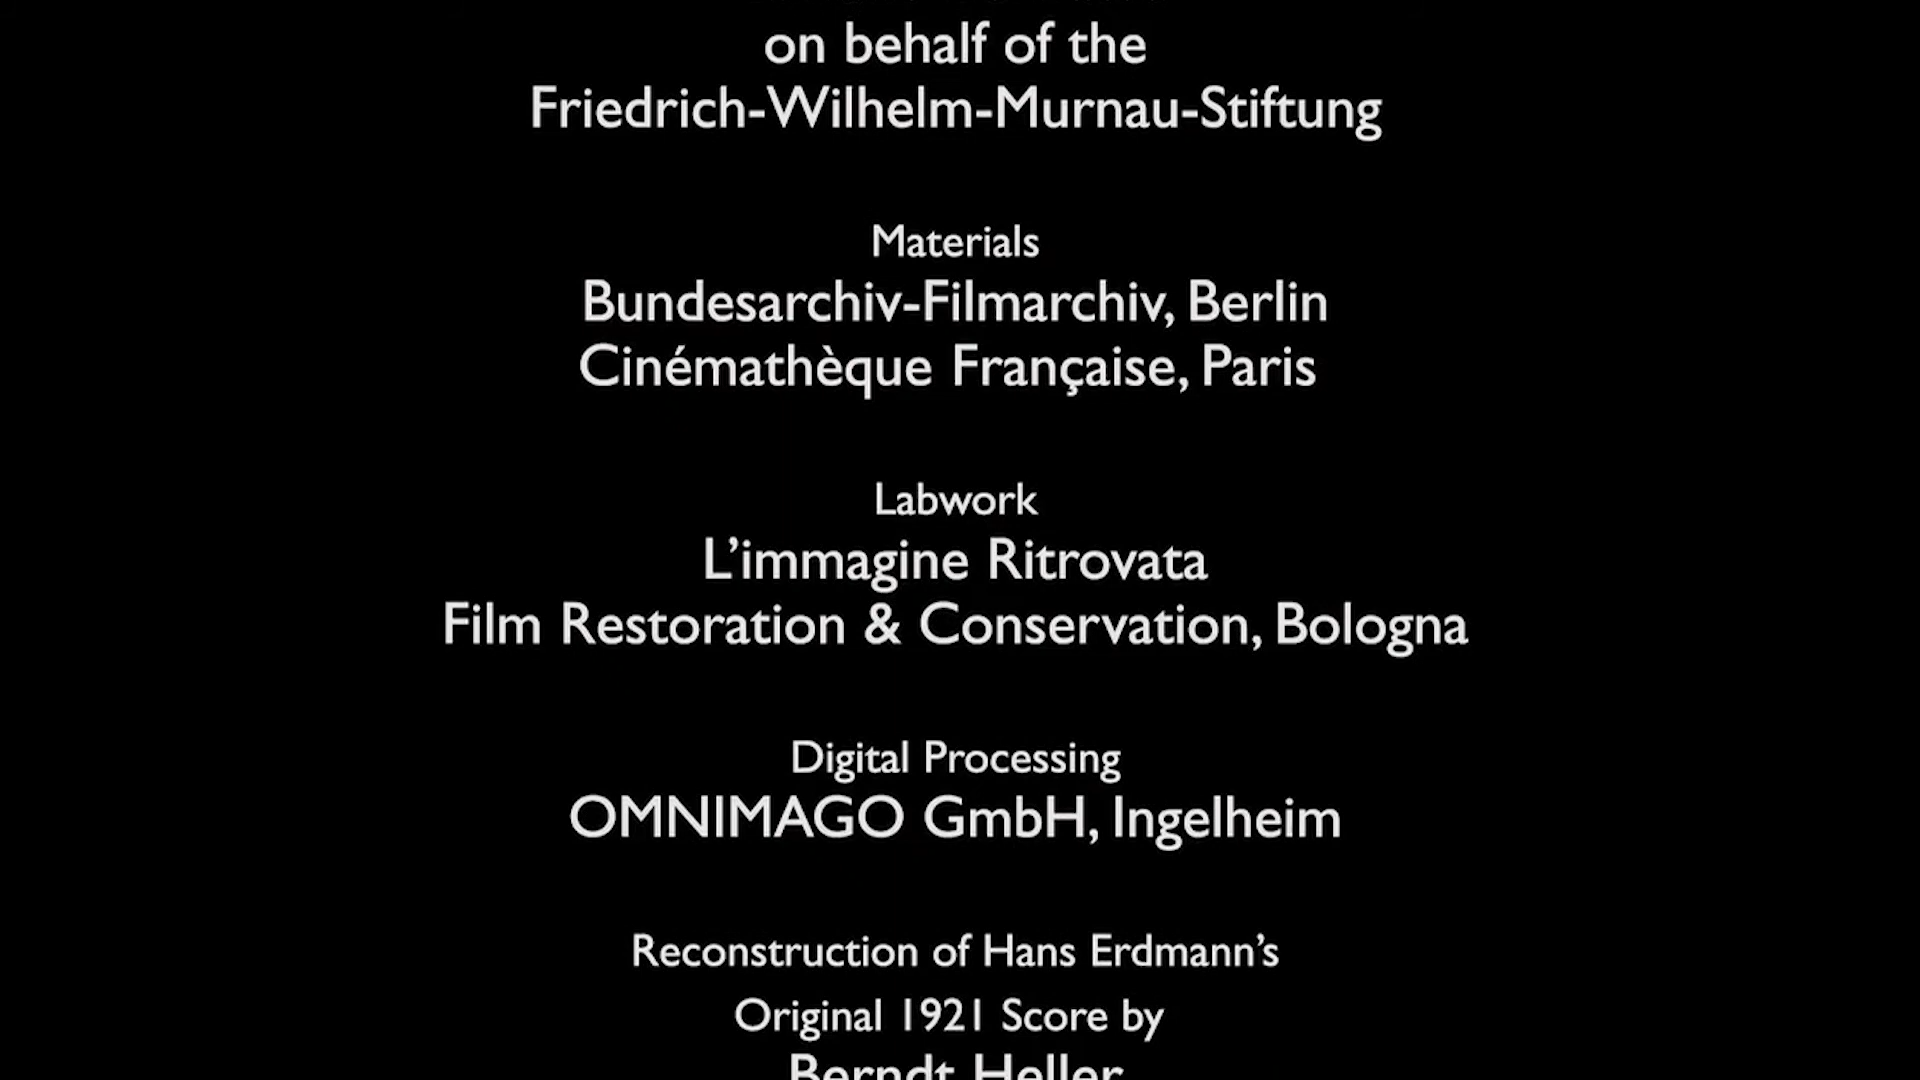 on behalf of the
Friedrich-Wilhelm-Murnau-Stiftung
Materials
Bundesarchiv-Filmarchiv, Berlin
Cinémathèque Française, Paris
Labwork
L’immagine Ritrovata
Film Restoration & Conservation, Bologna
Digital Processing
OMNIMAGO GmbH, Ingelheim
Reconstruction of Hans Erdmann’s
Original 1921 Score by
Berndt Heller